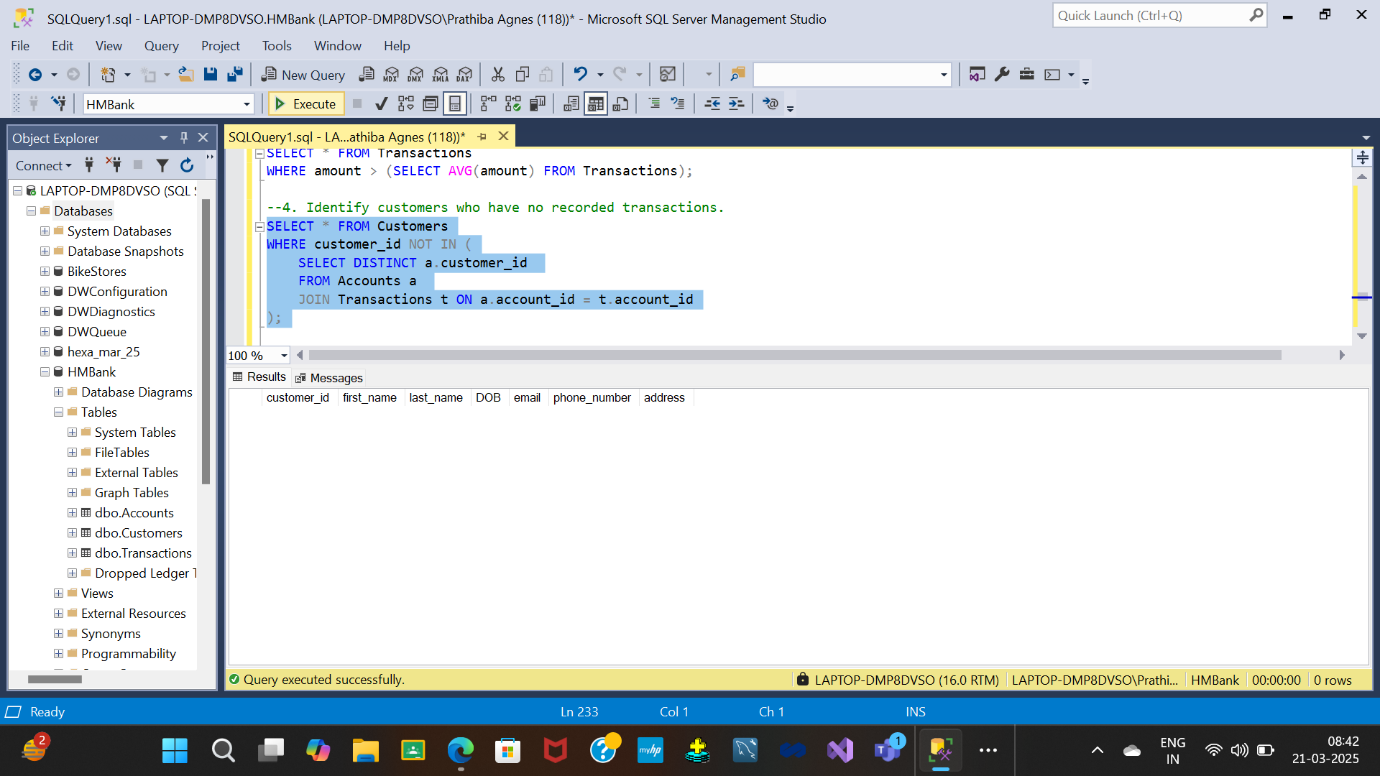 SQLQuery1.sql - LAPTOP-DMP8DVSO.HMBank (LAPTOP-DMP8DVSO\Prathiba Agnes (118))* - Microsoft SQL Server Management Studio
Quick Launch (Ctrl+Q)
File Edit View Query Project Tools Window Help
New Query MDX DMX XMLA DAX
HMBank Execute
Object Explorer
SQLQuery1.sql - LA...athiba Agnes (118))*
Connect
LAPTOP-DMP8DVSO (SQL S
Databases
System Databases
Database Snapshots
BikeStores
DWConfiguration
DWDiagnostics
DWQueue
hexa_mar_25
HMBank
Database Diagrams
Tables
System Tables
FileTables
External Tables
Graph Tables
dbo.Accounts
dbo.Customers
dbo.Transactions
Dropped Ledger T
Views
External Resources
Synonyms
Programmability
SELECT * FROM Transactions
WHERE amount > (SELECT AVG(amount) FROM Transactions);
--4. Identify customers who have no recorded transactions.
SELECT * FROM Customers
WHERE customer_id NOT IN (
SELECT DISTINCT a.customer_id
FROM Accounts a
JOIN Transactions t ON a.account_id = t.account_id
);
100 %
Results Messages
customer_id first_name last_name DOB email phone_number address
Query executed successfully. LAPTOP-DMP8DVSO (16.0 RTM) LAPTOP-DMP8DVSO\Prathi... HMBank 00:00:00 0 rows
Ready Ln 233 Col 1 Ch 1 INS
2
myhp
1
ENG
IN
08:42
21-03-2025